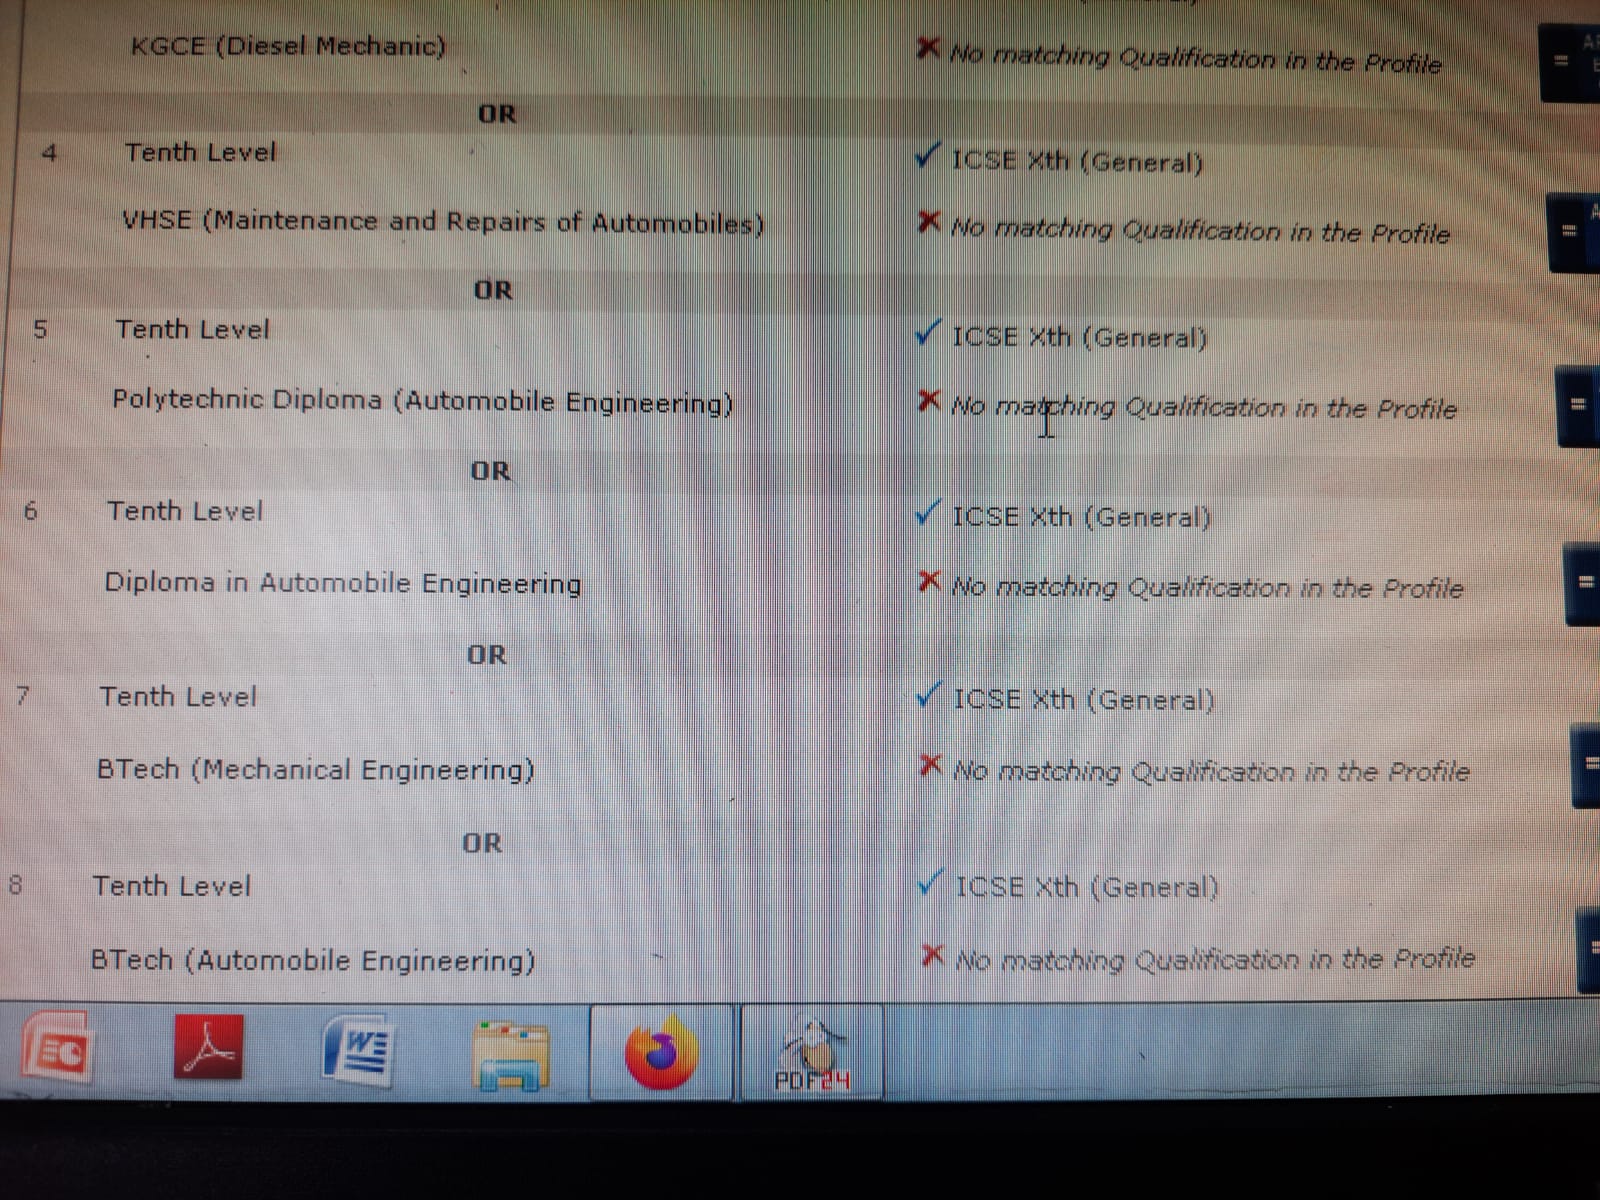 KGCE (Diesel Mechanic) No matching Qualification in the Profile =
OR
4 Tenth Level ICSE Xth (General)
VHSE (Maintenance and Repairs of Automobiles) No matching Qualification in the Profile =
OR
5 Tenth Level ICSE Xth (General)
Polytechnic Diploma (Automobile Engineering) No matching Qualification in the Profile =
OR
6 Tenth Level ICSE Xth (General)
Diploma in Automobile Engineering No matching Qualification in the Profile =
OR
7 Tenth Level ICSE Xth (General)
BTech (Mechanical Engineering) No matching Qualification in the Profile =
OR
8 Tenth Level ICSE Xth (General)
BTech (Automobile Engineering) No matching Qualification in the Profile =
W PDF24